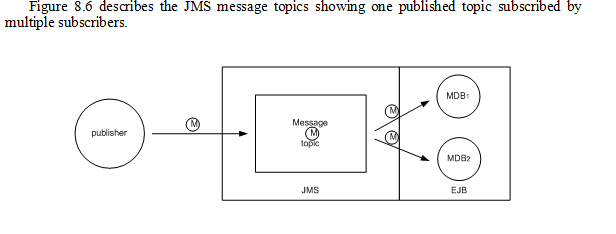 Figure 8.6 describes the JMS message topics showing one published topic subscribed by
multiple subscribers.
MDB1
M
M
publisher
Message
M
topic
M
MDB2
JMS
EJB